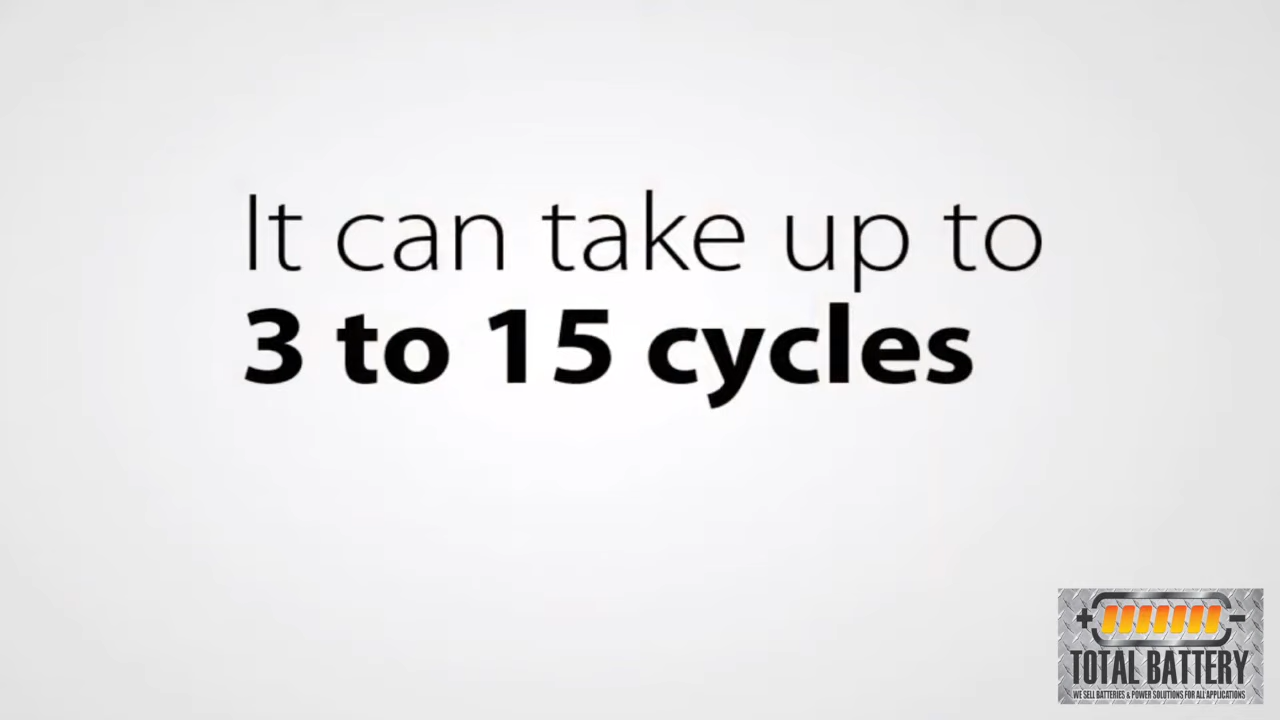 It can take up to
3 to 15 cycles
+ -
TOTAL BATTERY
WE SELL BATTERIES & POWER SOLUTIONS FOR ALL APPLICATIONS